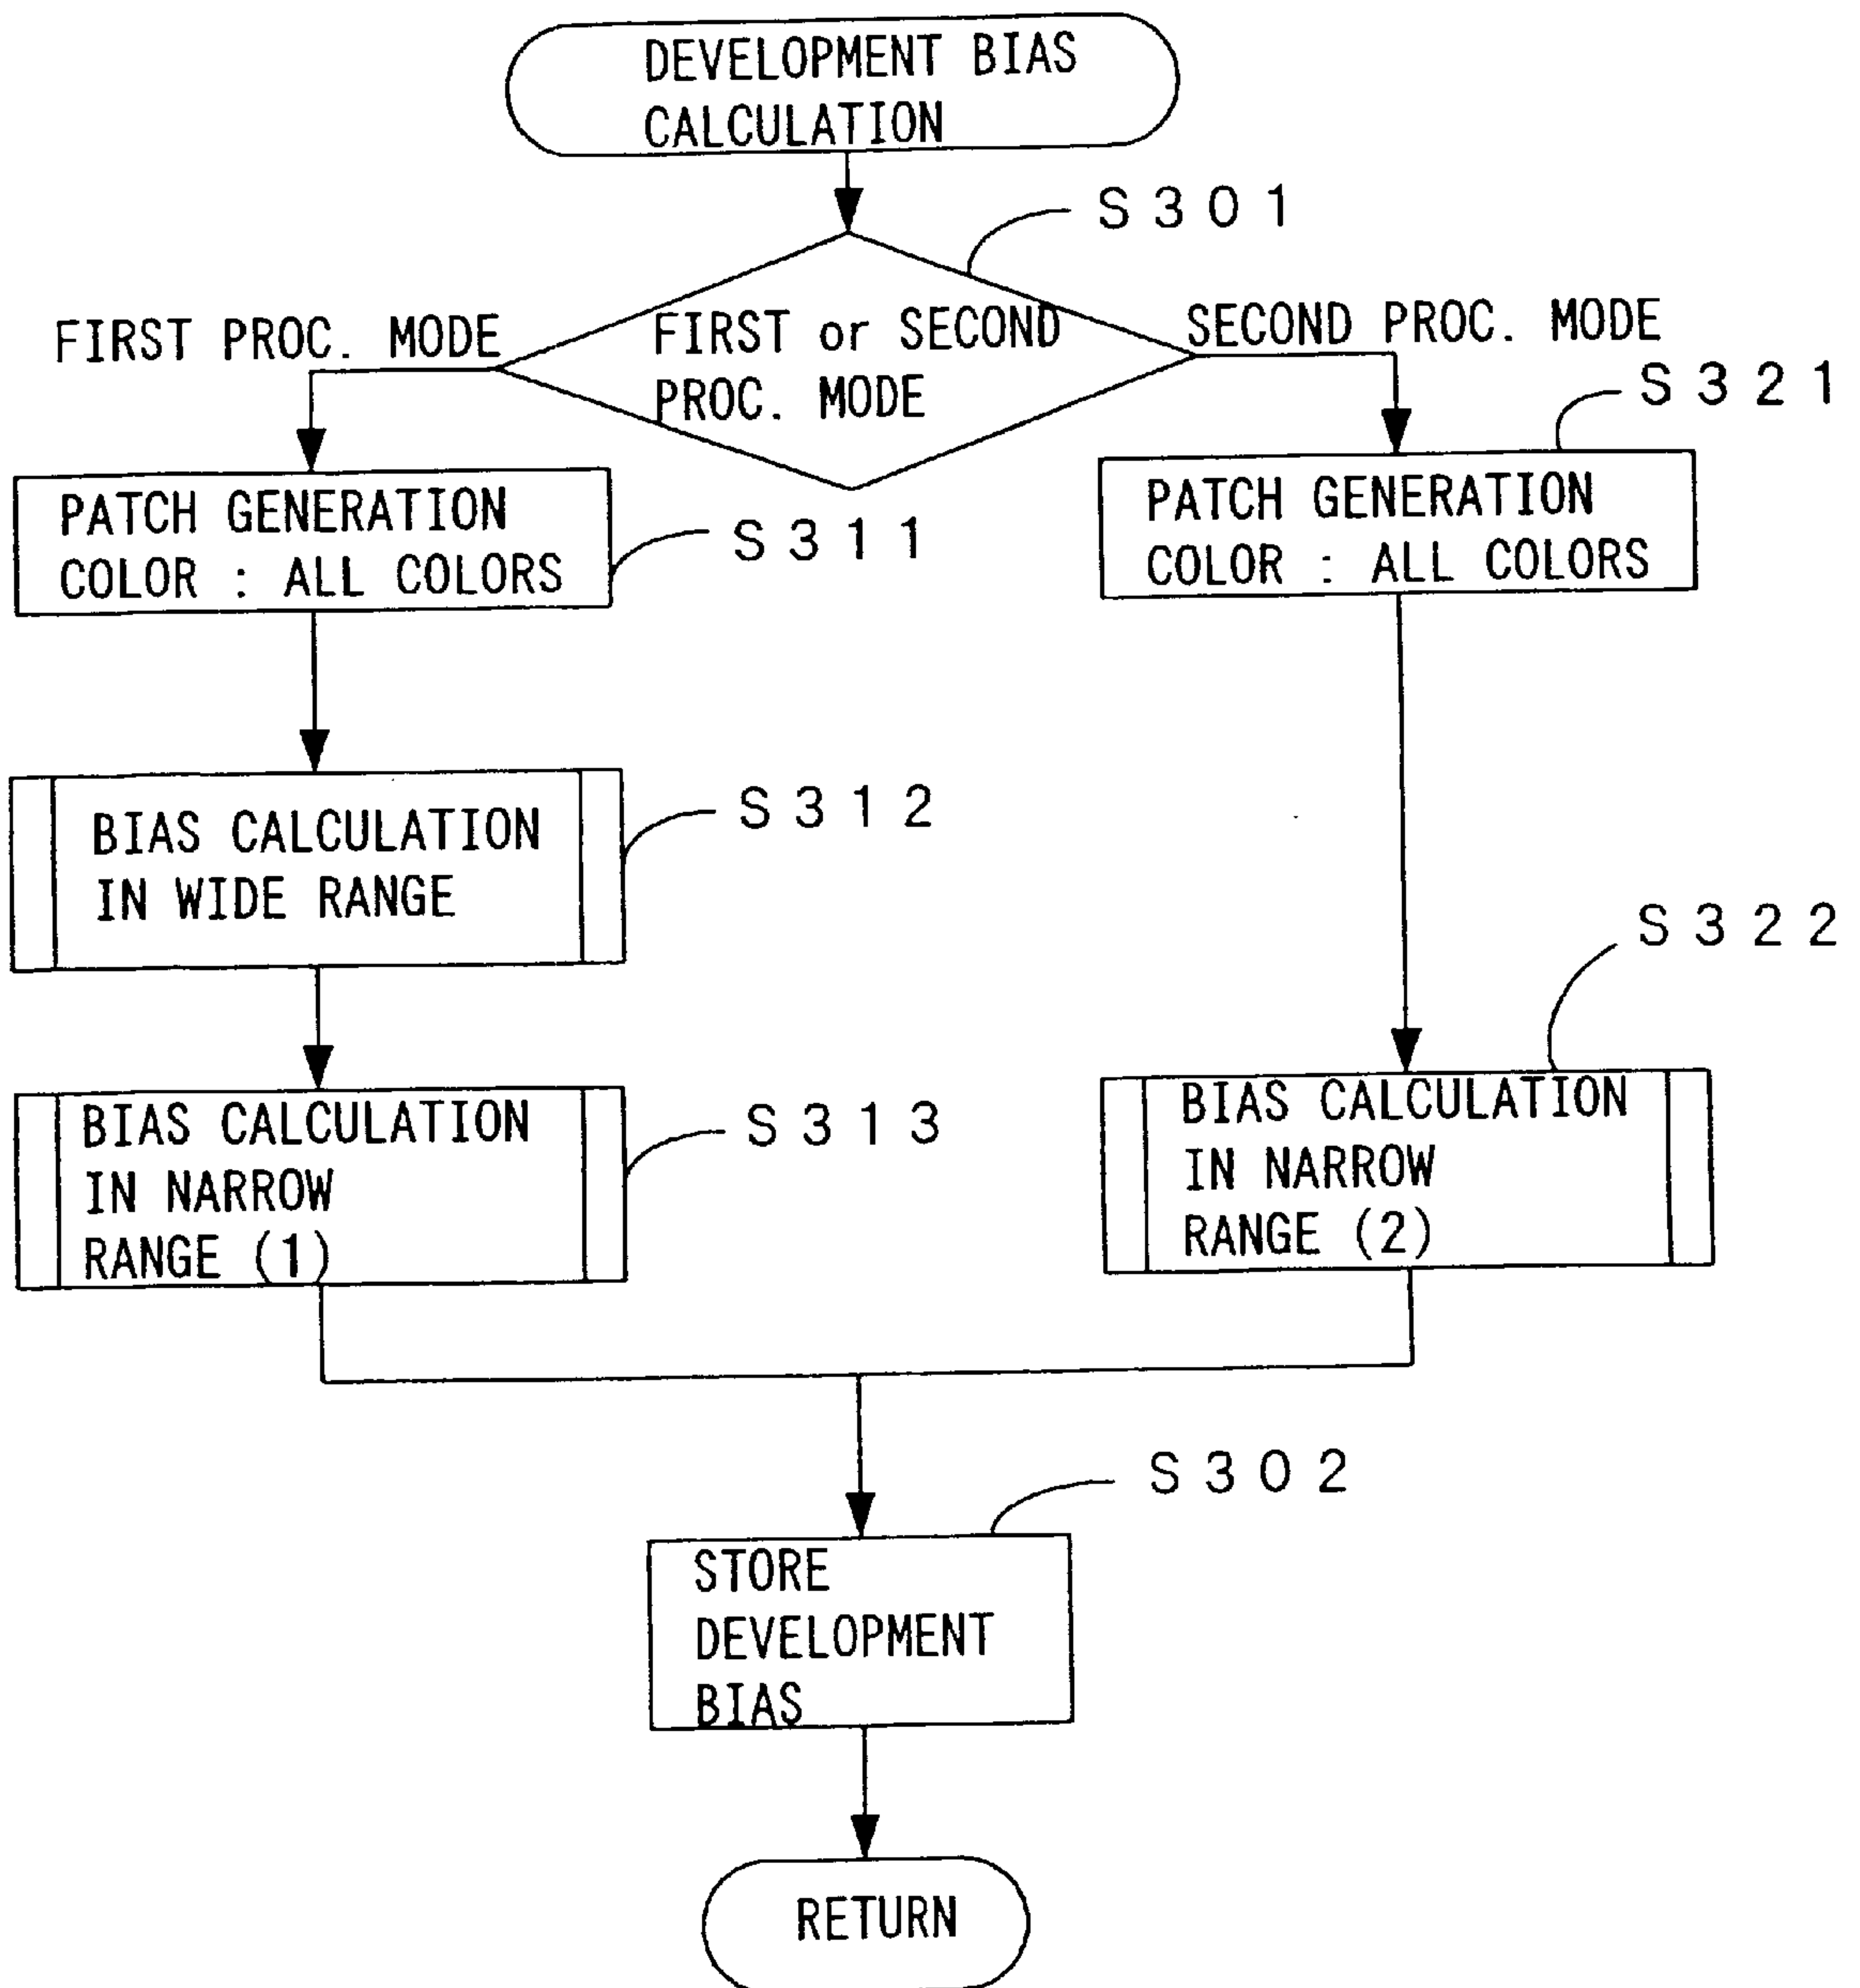 DEVELOPMENT BIAS
CALCULATION
S301
FIRST PROC. MODE
FIRST or SECOND
PROC. MODE
SECOND PROC. MODE
S321
PATCH GENERATION
COLOR : ALL COLORS
S311
PATCH GENERATION
COLOR : ALL COLORS
BIAS CALCULATION
IN WIDE RANGE
S312
S322
BIAS CALCULATION
IN NARROW
RANGE (1)
S313
BIAS CALCULATION
IN NARROW
RANGE (2)
S302
STORE
DEVELOPMENT
BIAS
RETURN